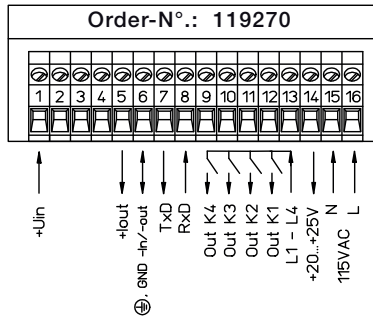 Order-N°.: 119270
1 2 3 4 5 6 7 8 9 10 11 12 13 14 15 16
+Uin
+Iout
, GND -In/-out
TxD
RxD
Out K4
Out K3
Out K2
Out K1
L1 - L4
+20...+25V
N
115VAC
L